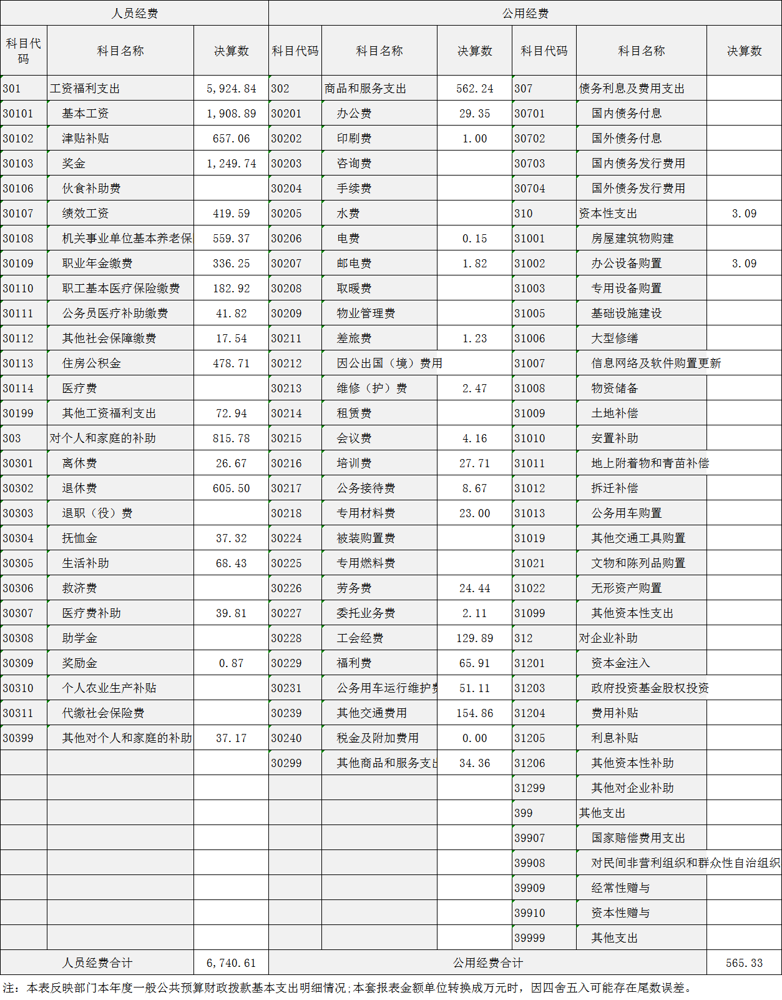 人员经费 公用经费
科目代码 科目名称 决算数 科目代码 科目名称 决算数 科目代码 科目名称 决算数
301 工资福利支出 5,924.84 302 商品和服务支出 562.24 307 债务利息及费用支出
30101 基本工资 1,908.89 30201 办公费 29.35 30701 国内债务付息
30102 津贴补贴 657.06 30202 印刷费 1.00 30702 国外债务付息
30103 奖金 1,249.74 30203 咨询费 30703 国内债务发行费用
30106 伙食补助费 30204 手续费 30704 国外债务发行费用
30107 绩效工资 419.59 30205 水费 310 资本性支出 3.09
30108 机关事业单位基本养老保 559.37 30206 电费 0.15 31001 房屋建筑物购建
30109 职业年金缴费 336.25 30207 邮电费 1.82 31002 办公设备购置 3.09
30110 职工基本医疗保险缴费 182.92 30208 取暖费 31003 专用设备购置
30111 公务员医疗补助缴费 41.82 30209 物业管理费 31005 基础设施建设
30112 其他社会保障缴费 17.54 30211 差旅费 1.23 31006 大型修缮
30113 住房公积金 478.71 30212 因公出国（境）费用 31007 信息网络及软件购置更新
30114 医疗费 30213 维修（护）费 2.47 31008 物资储备
30199 其他工资福利支出 72.94 30214 租赁费 31009 土地补偿
303 对个人和家庭的补助 815.78 30215 会议费 4.16 31010 安置补助
30301 离休费 26.67 30216 培训费 27.71 31011 地上附着物和青苗补偿
30302 退休费 605.50 30217 公务接待费 8.67 31012 拆迁补偿
30303 退职（役）费 30218 专用材料费 23.00 31013 公务用车购置
30304 抚恤金 37.32 30224 被装购置费 31019 其他交通工具购置
30305 生活补助 68.43 30225 专用燃料费 31021 文物和陈列品购置
30306 救济费 30226 劳务费 24.44 31022 无形资产购置
30307 医疗费补助 39.81 30227 委托业务费 2.11 31099 其他资本性支出
30308 助学金 30228 工会经费 129.89 312 对企业补助
30309 奖励金 0.87 30229 福利费 65.91 31201 资本金注入
30310 个人农业生产补贴 30231 公务用车运行维护费 51.11 31203 政府投资基金股权投资
30311 代缴社会保险费 30239 其他交通费用 154.86 31204 费用补贴
30399 其他对个人和家庭的补助 37.17 30240 税金及附加费用 0.00 31205 利息补贴
30299 其他商品和服务支出 34.36 31206 其他资本性补助
31299 其他对企业补助
399 其他支出
39907 国家赔偿费用支出
39908 对民间非营利组织和群众性自治组织
39909 经常性赠与
39910 资本性赠与
39999 其他支出
人员经费合计 6,740.61 公用经费合计 565.33
注：本表反映部门本年度一般公共预算财政拨款基本支出明细情况;本套报表金额单位转换成万元时，因四舍五入可能存在尾数误差。